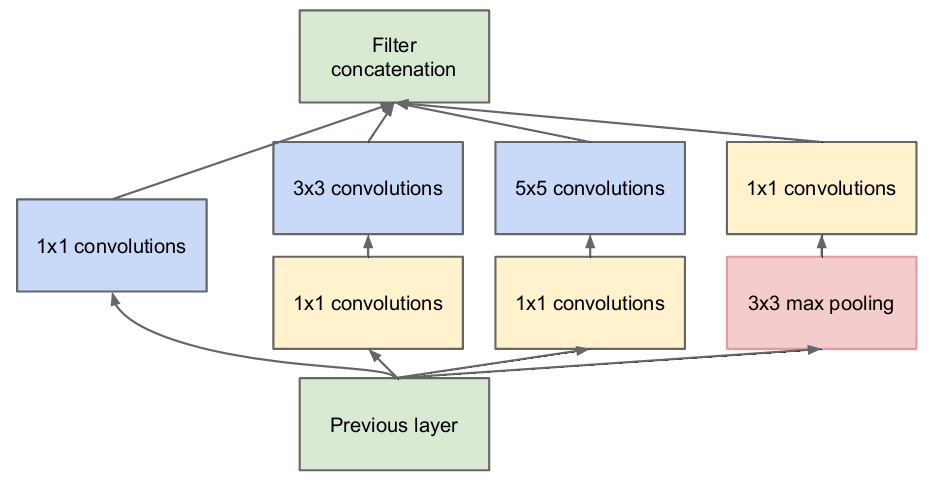 Filter
concatenation
3x3 convolutions
5x5 convolutions
1x1 convolutions
1x1 convolutions
1x1 convolutions
1x1 convolutions
3x3 max pooling
Previous layer